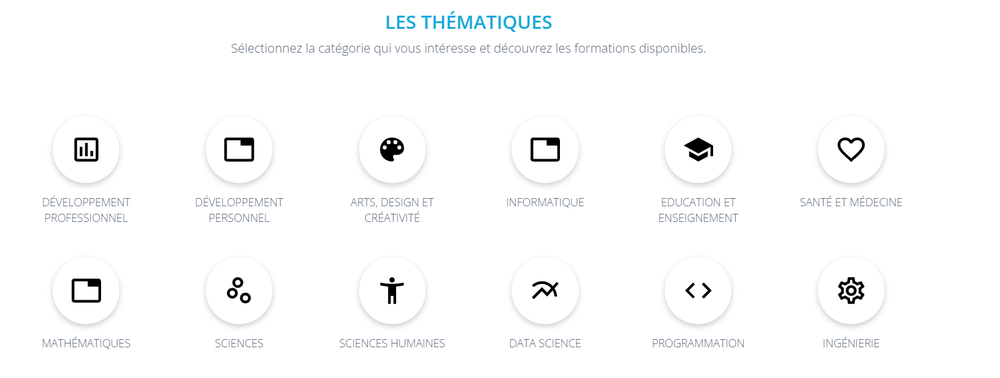 LES THÉMATIQUES
Sélectionnez la catégorie qui vous intéresse et découvrez les formations disponibles.
DÉVELOPPEMENT
PROFESSIONNEL
DÉVELOPPEMENT
PERSONNEL
ARTS, DESIGN ET
CRÉATIVITÉ
INFORMATIQUE
EDUCATION ET
ENSEIGNEMENT
SANTÉ ET MÉDECINE
MATHÉMATIQUES
SCIENCES
SCIENCES HUMAINES
DATA SCIENCE
PROGRAMMATION
INGÉNIERIE